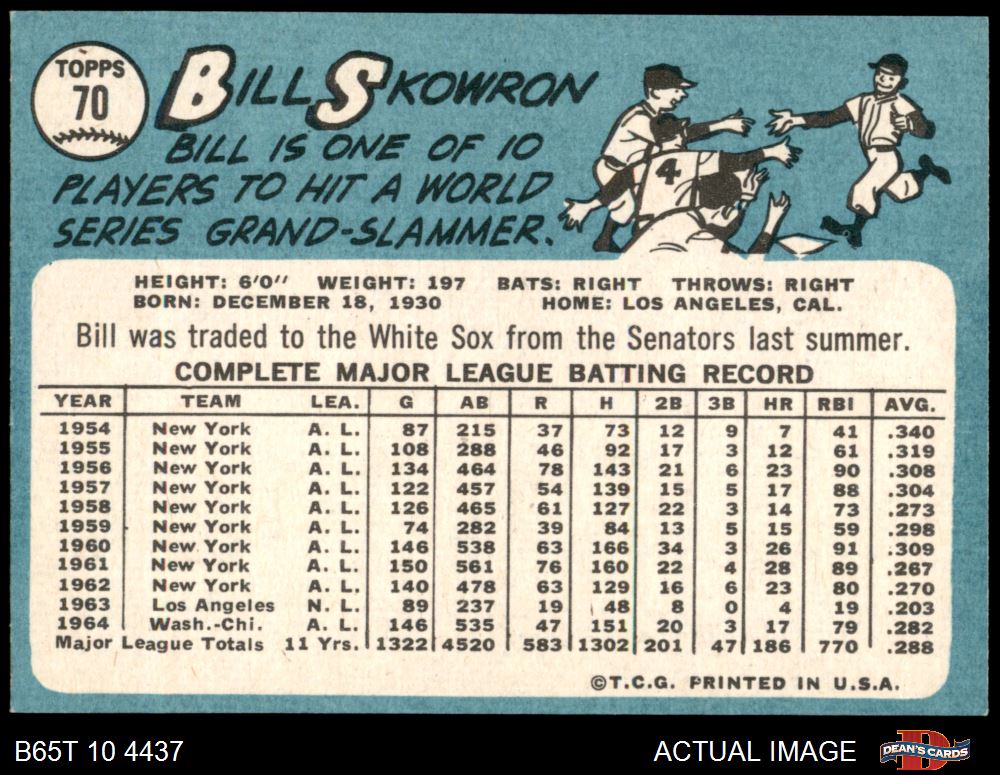 TOPPS
70
BILL SKOWRON
BILL IS ONE OF 10
PLAYERS TO HIT A WORLD
SERIES GRAND-SLAMMER.
4
HEIGHT: 6'0" WEIGHT: 197 BATS: RIGHT THROWS: RIGHT
BORN: DECEMBER 18, 1930 HOME: LOS ANGELES, CAL.
Bill was traded to the White Sox from the Senators last summer.
COMPLETE MAJOR LEAGUE BATTING RECORD
YEAR TEAM LEA. G AB R H 2B 3B HR RBI AVG.
1954 New York A. L. 87 215 37 73 12 9 7 41 .340
1955 New York A. L. 108 288 46 92 17 3 12 61 .319
1956 New York A. L. 134 464 78 143 21 6 23 90 .308
1957 New York A. L. 122 457 54 139 15 5 17 88 .304
1958 New York A. L. 126 465 61 127 22 3 14 73 .273
1959 New York A. L. 74 282 39 84 13 5 15 59 .298
1960 New York A. L. 146 538 63 166 34 3 26 91 .309
1961 New York A. L. 150 561 76 160 22 4 28 89 .267
1962 New York A. L. 140 478 63 129 16 6 23 80 .270
1963 Los Angeles N. L. 89 237 19 48 8 0 4 19 .203
1964 Wash.-Chi. A. L. 146 535 47 151 20 3 17 79 .282
Major League Totals 11 Yrs. 1322 4520 583 1302 201 47 186 770 .288
©T.C.G. PRINTED IN U.S.A.
B65T 10 4437 ACTUAL IMAGE DEAN'S CARDS